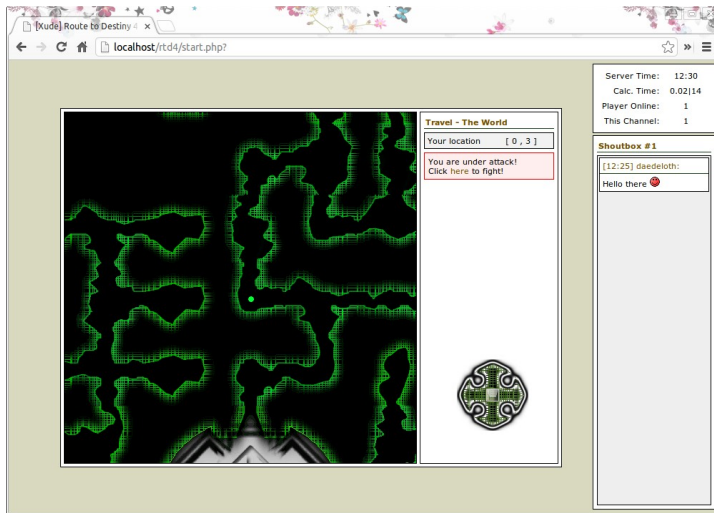 [Xude] Route to Destiny 4
localhost/rtd4/start.php?
Travel - The World
Your location [ 0 , 3 ]
You are under attack!
Click here to fight!
Server Time: 12:30
Calc. Time: 0.02|14
Player Online: 1
This Channel: 1
Shoutbox #1
[12:25] daedeloth:
Hello there